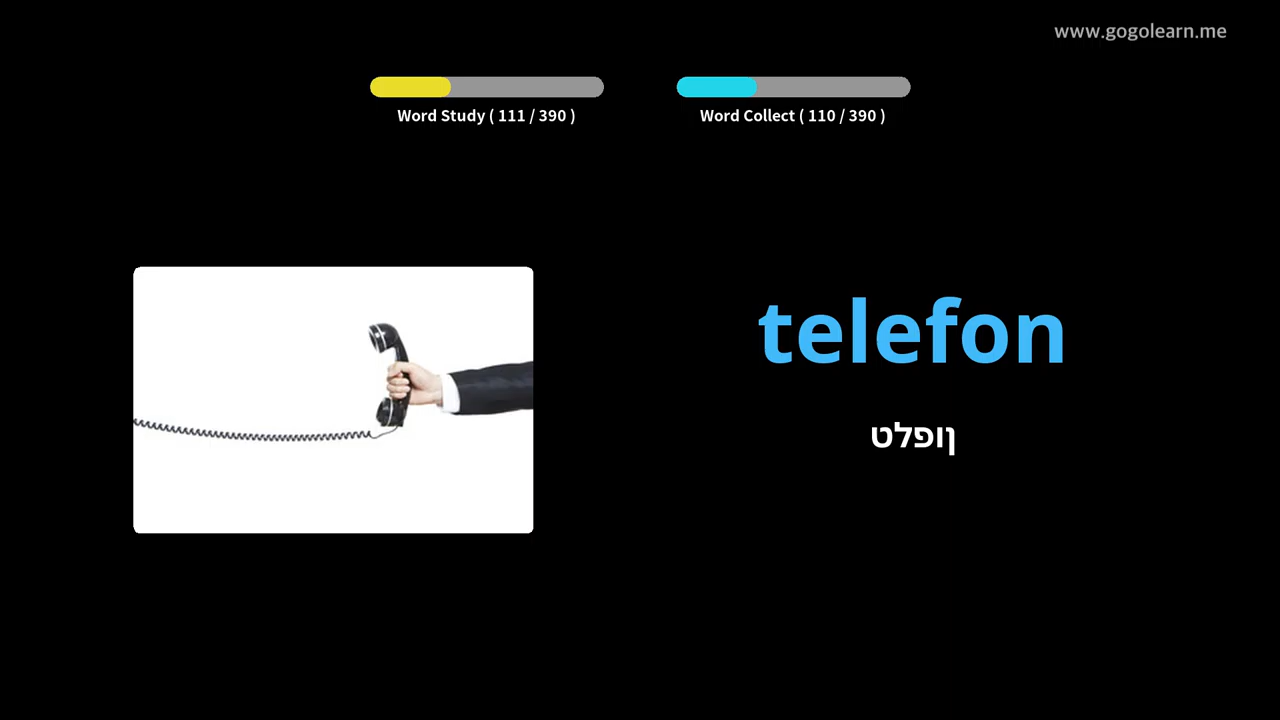 www.gogolearn.me
Word Study ( 111 / 390 )
Word Collect ( 110 / 390 )
telefon
ןופלט